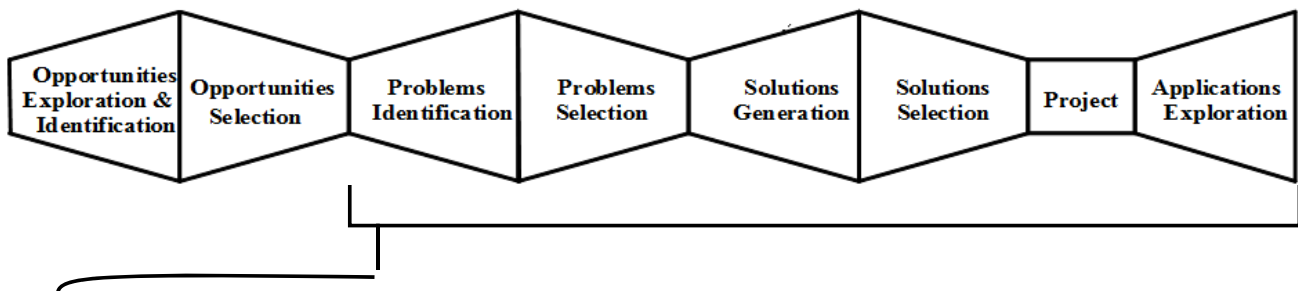 Opportunities
Exploration &
Identification
Opportunities
Selection
Problems
Identification
Problems
Selection
Solutions
Generation
Solutions
Selection
Project
Applications
Exploration